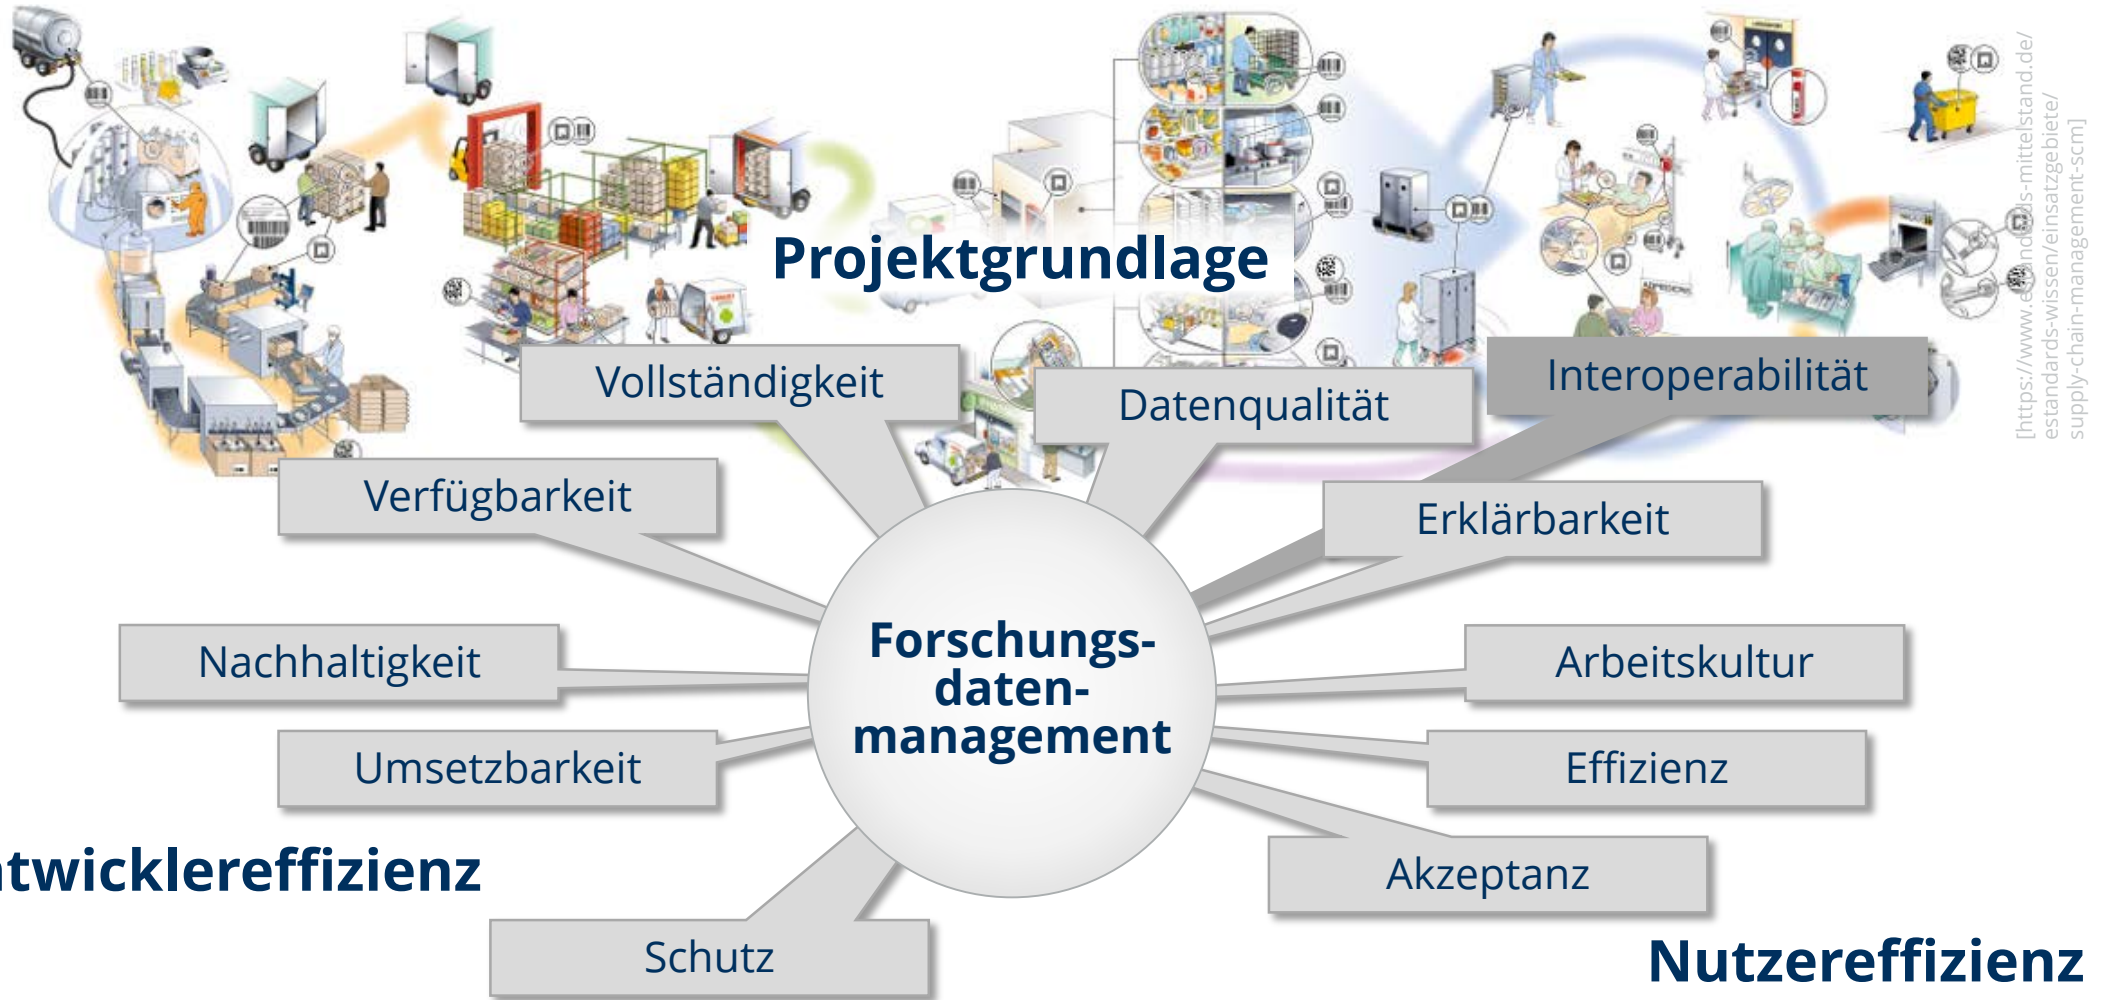 Projektgrundlage
Vollständigkeit
Datenqualität
Interoperabilität
Verfügbarkeit
Erklärbarkeit
Forschungs-
daten-
management
Nachhaltigkeit
Arbeitskultur
Umsetzbarkeit
Effizienz
ntwicklereffizienz
Akzeptanz
Schutz
Nutzereffizienz
estandards-wissen/einsatzgebiete/
supply-chain-management-scm]